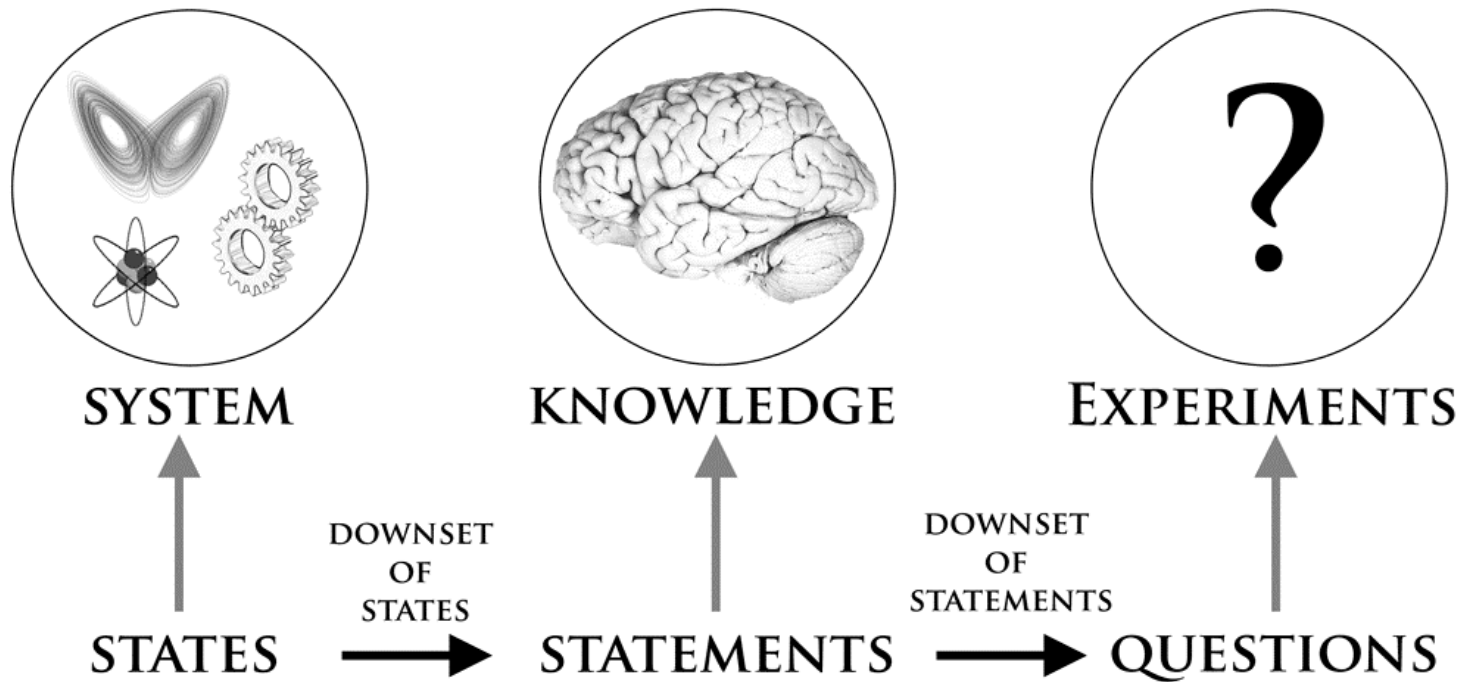 ?
SYSTEM
KNOWLEDGE
EXPERIMENTS
DOWNSET
OF
STATES
DOWNSET
OF
STATEMENTS
STATES
STATEMENTS
QUESTIONS